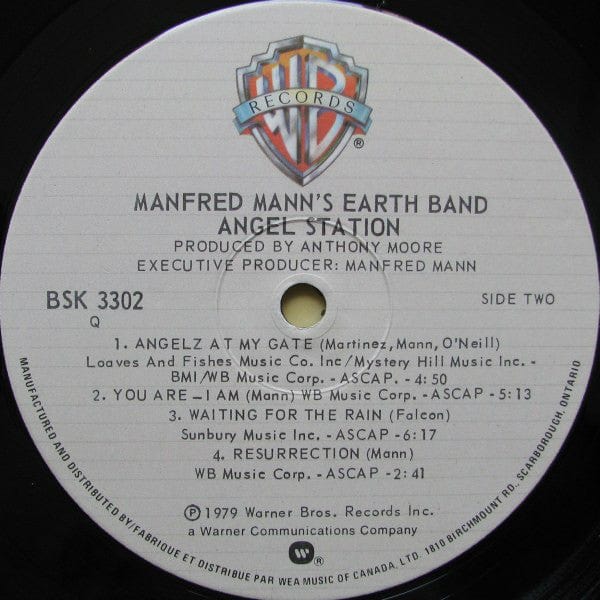 WB
RECORDS
®
MANFRED MANN'S EARTH BAND
ANGEL STATION
PRODUCED BY ANTHONY MOORE
EXECUTIVE PRODUCER: MANFRED MANN
BSK 3302
Q
SIDE TWO
1. ANGELZ AT MY GATE (Martinez, Mann, O'Neill)
Loaves And Fishes Music Co. Inc/Mystery Hill Music Inc. -
BMI/WB Music Corp. - ASCAP. - 4:50
2. YOU ARE — I AM (Mann) WB Music Corp. - ASCAP - 5:13
3. WAITING FOR THE RAIN (Falcon)
Sunbury Music Inc. - ASCAP - 6:17
4. RESURRECTION (Mann)
WB Music Corp. - ASCAP - 2:41
℗ 1979 Warner Bros. Records Inc.
a Warner Communications Company
W ®
MANUFACTURED AND DISTRIBUTED BY/FABRIQUE ET DISTRIBUE PAR WEA MUSIC OF CANADA, LTD. 1810 BIRCHMOUNT RD., SCARBOROUGH, ONTARIO